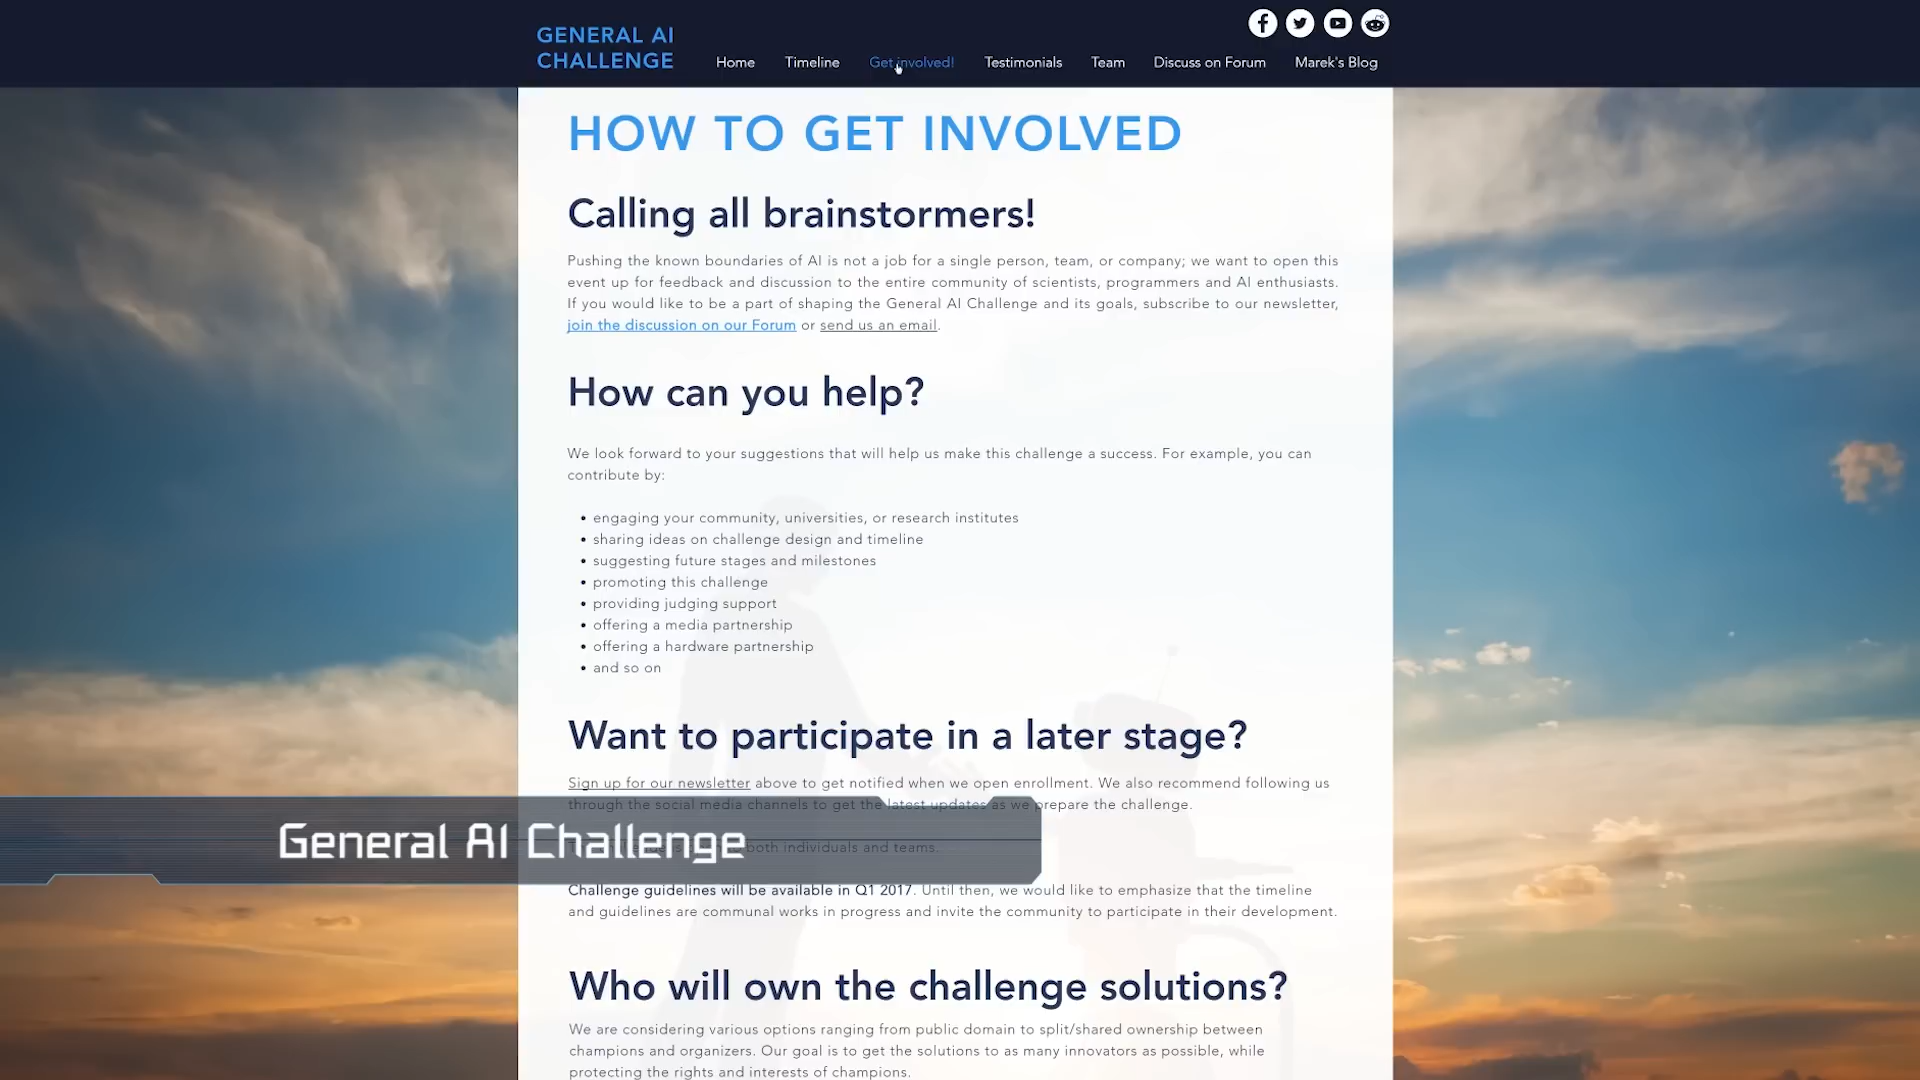 GENERAL AI
CHALLENGE
Home Timeline Get involved! Testimonials Team Discuss on Forum Marek's Blog
HOW TO GET INVOLVED
Calling all brainstormers!
Pushing the known boundaries of AI is not a job for a single person, team, or company; we want to open this
event up for feedback and discussion to the entire community of scientists, programmers and AI enthusiasts.
If you would like to be a part of shaping the General AI Challenge and its goals, subscribe to our newsletter,
join the discussion on our Forum or send us an email.
How can you help?
We look forward to your suggestions that will help us make this challenge a success. For example, you can
contribute by:
• engaging your community, universities, or research institutes
• sharing ideas on challenge design and timeline
• suggesting future stages and milestones
• promoting this challenge
• providing judging support
• offering a media partnership
• offering a hardware partnership
• and so on
Want to participate in a later stage?
Sign up for our newsletter above to get notified when we open enrollment. We also recommend following us
through the social media channels to get the latest updates as we prepare the challenge.
both individuals and teams.
General AI Challenge
Challenge guidelines will be available in Q1 2017. Until then, we would like to emphasize that the timeline
and guidelines are communal works in progress and invite the community to participate in their development.
Who will own the challenge solutions?
We are considering various options ranging from public domain to split/shared ownership between
champions and organizers. Our goal is to get the solutions to as many innovators as possible, while
protecting the rights and interests of champions.